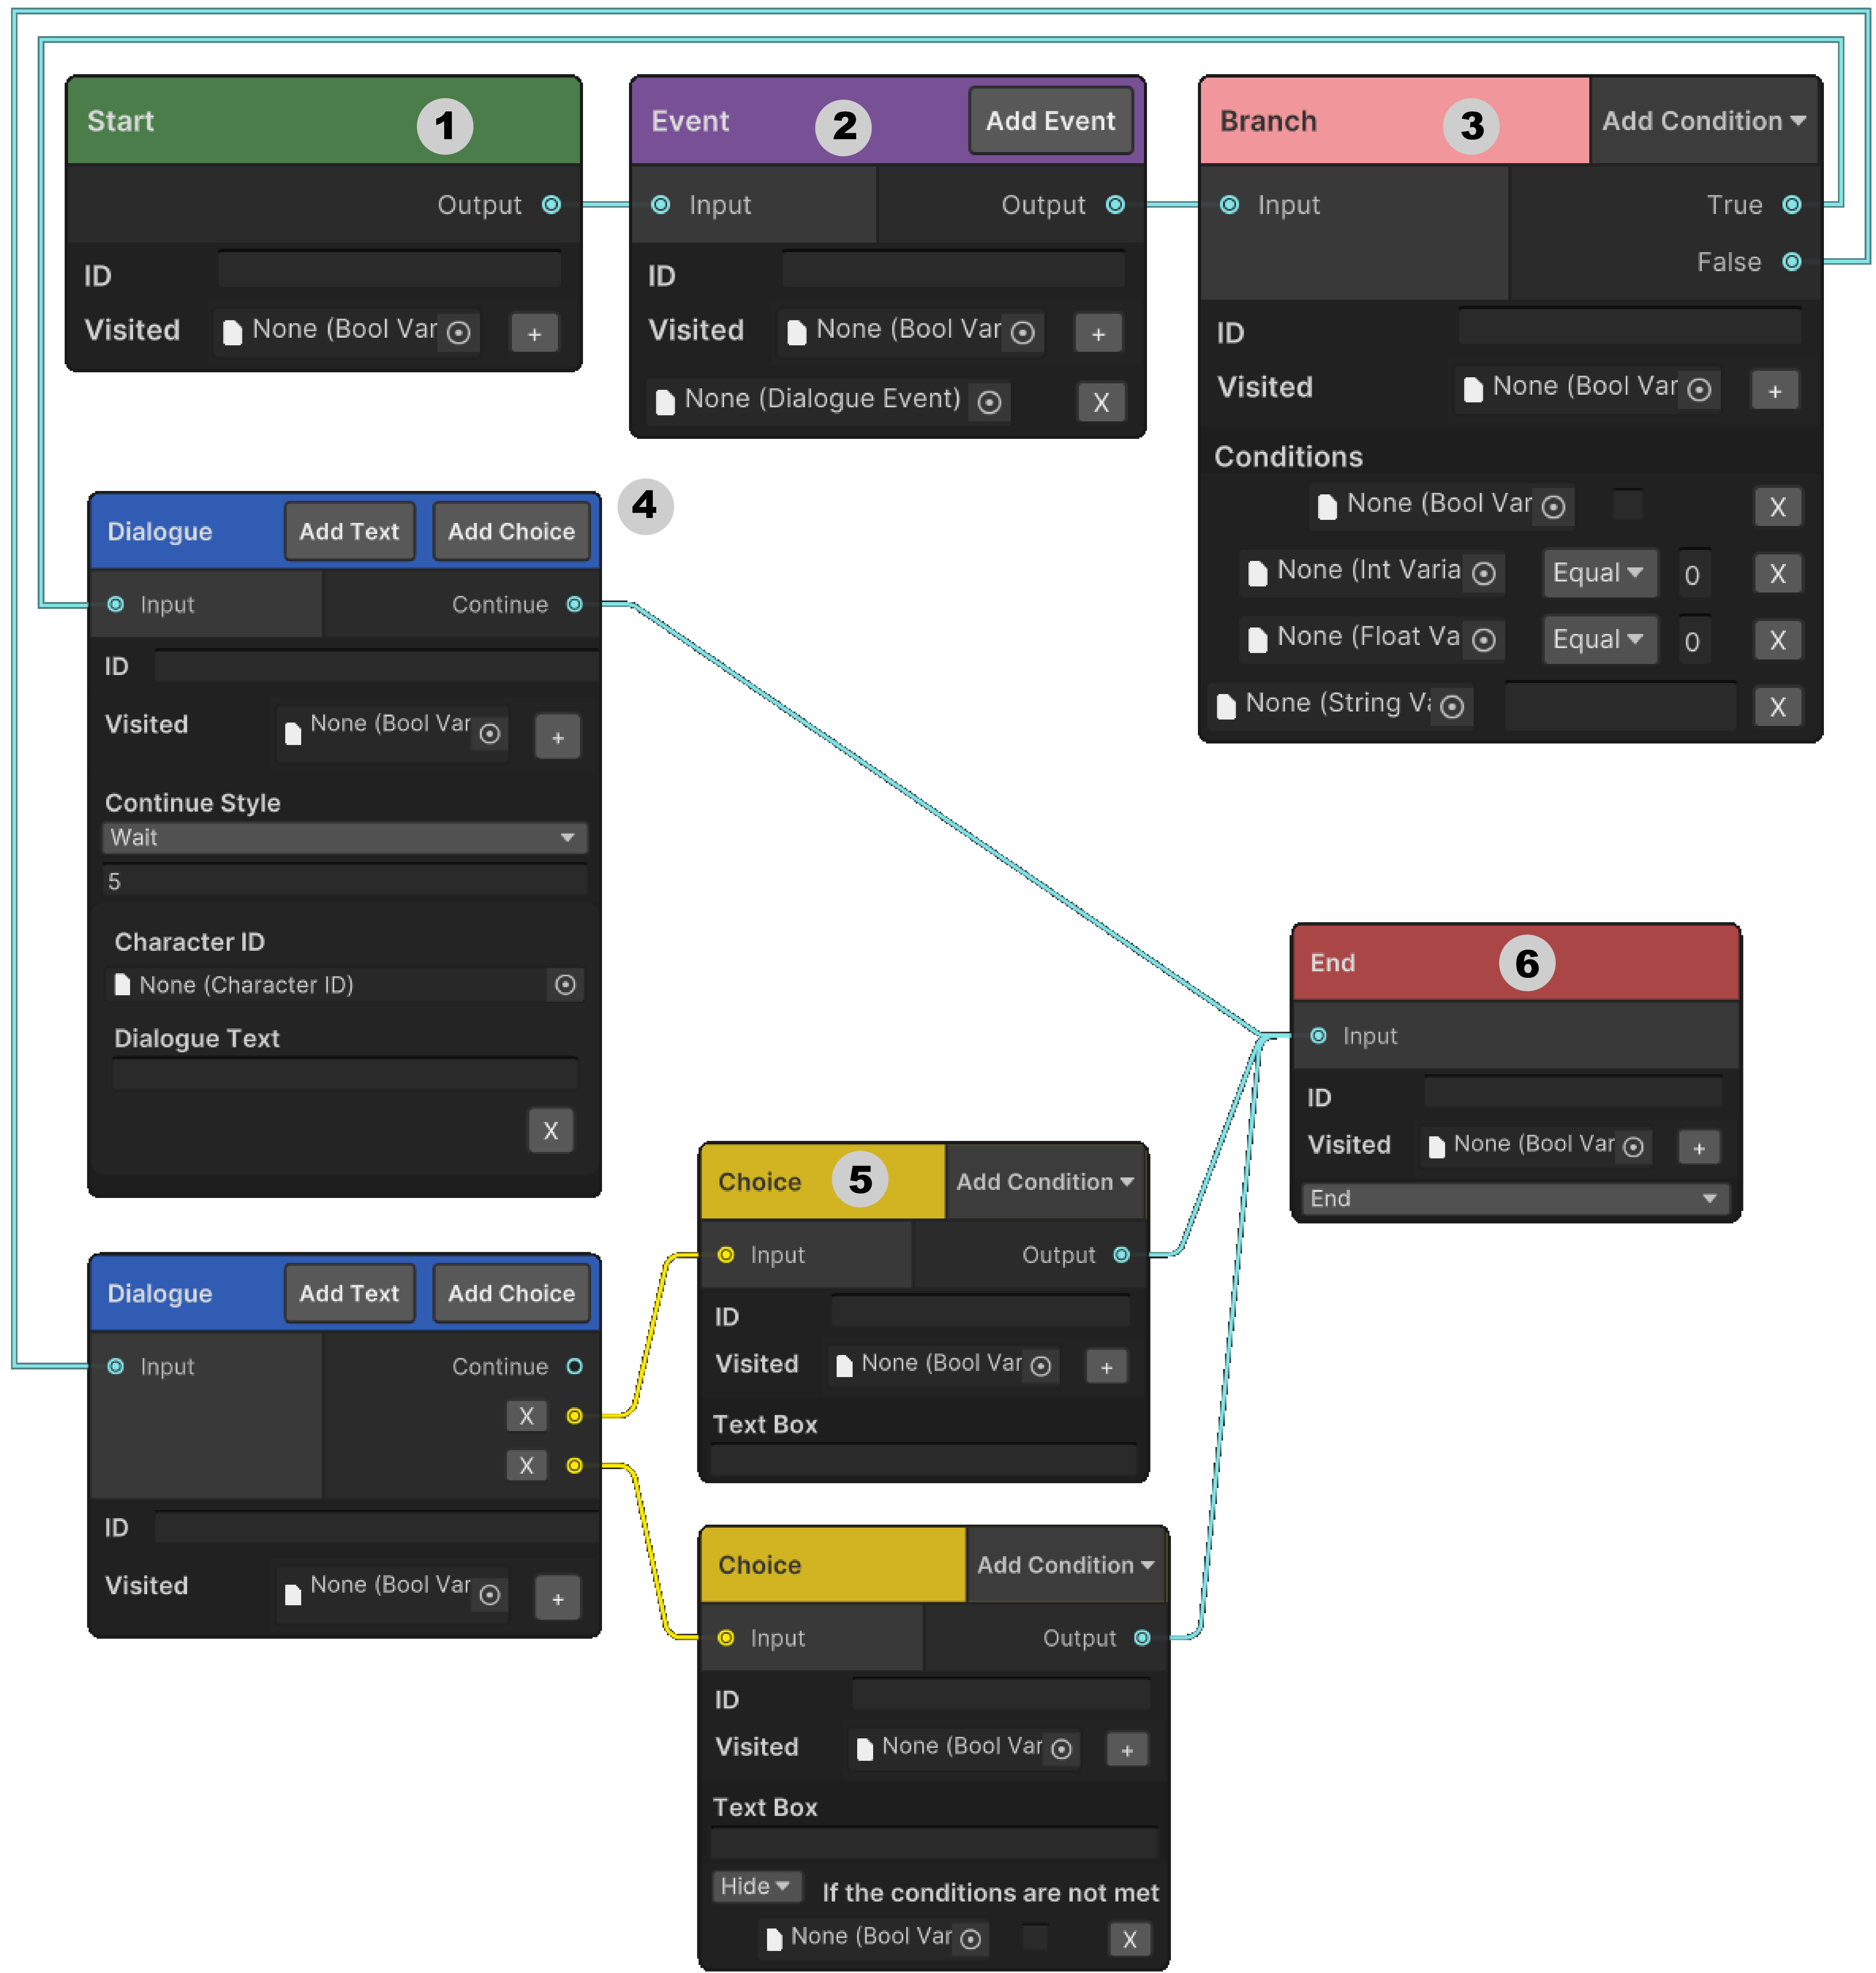 Start 1
Output
ID
Visited None (Bool Var +
Event 2 Add Event
Input Output
ID
Visited None (Bool Var +
None (Dialogue Event) X
Branch 3 Add Condition
Input True
False
ID
Visited None (Bool Var +
Conditions
None (Bool Var X
None (Int Varia Equal 0 X
None (Float Va Equal 0 X
None (String Va X
4
Dialogue Add Text Add Choice
Input Continue
ID
Visited None (Bool Var +
Continue Style
Wait
5
Character ID
None (Character ID)
Dialogue Text
X
Dialogue Add Text Add Choice
Input Continue
X
X
ID
Visited None (Bool Var +
Choice 5 Add Condition
Input Output
ID
Visited None (Bool Var +
Text Box
Choice Add Condition
Input Output
ID
Visited None (Bool Var +
Text Box
Hide If the conditions are not met
None (Bool Var X
End 6
Input
ID
Visited None (Bool Var +
End